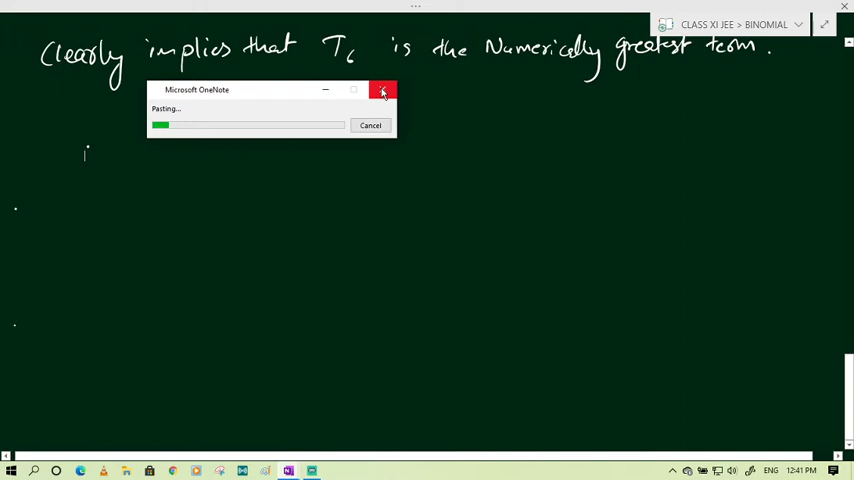 CLASS XI JEE > BINOMIAL
Clearly implies that T6 is the Numerically greatest term.
Microsoft OneNote
Pasting...
Cancel
ENG
12:41 PM